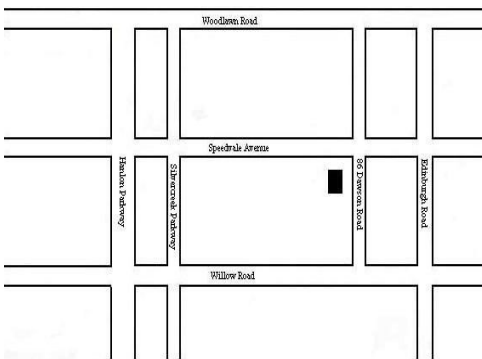 Woodlawn Road
Speedvale Avenue
Hanlon Parkway
Silvercreek Parkway
86 Dawson Road
Edinburgh Road
Willow Road